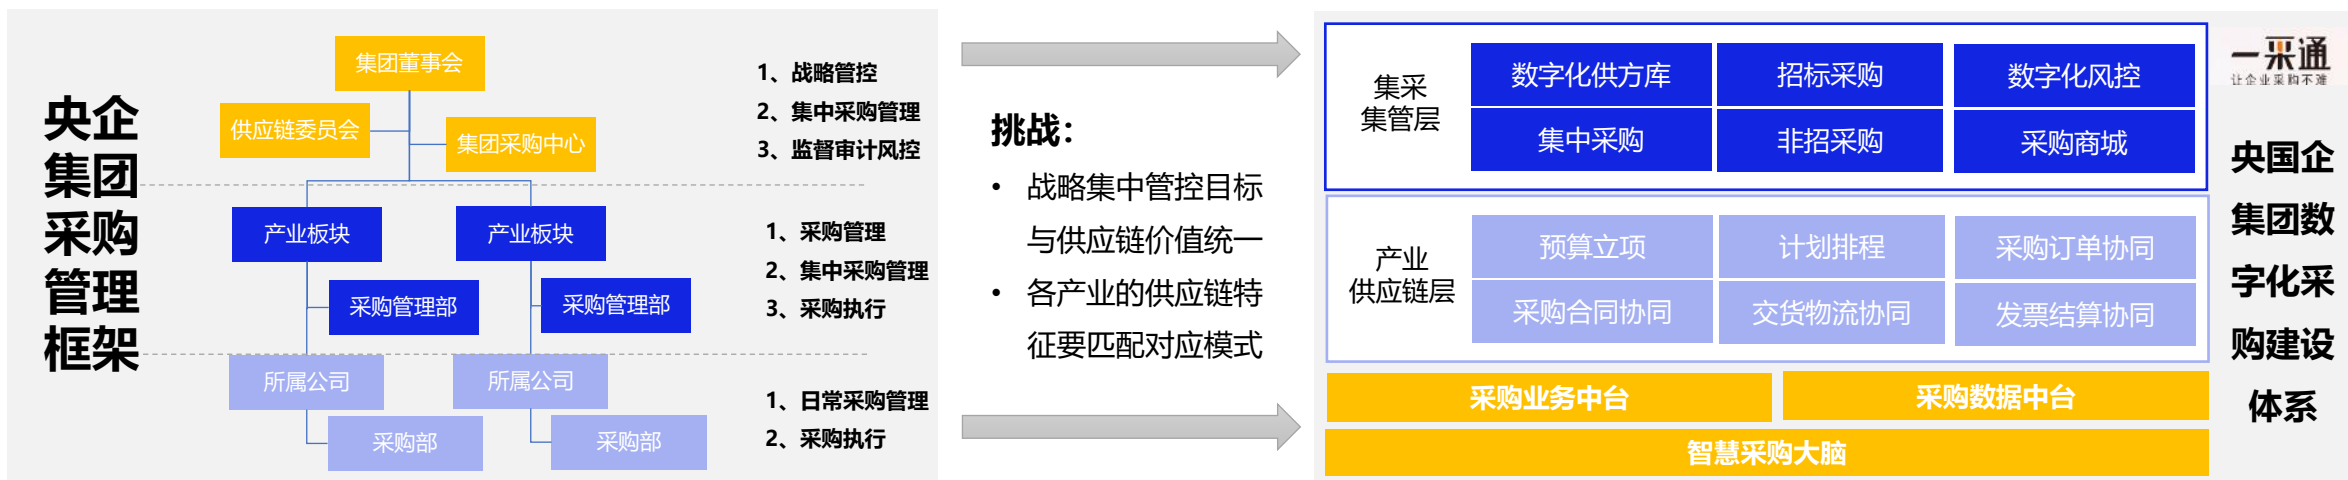 央企
集团
采购
管理
框架
集团董事会
供应链委员会
集团采购中心
1、战略管控
2、集中采购管理
3、监督审计风控
产业板块
产业板块
采购管理部
采购管理部
1、采购管理
2、集中采购管理
3、采购执行
所属公司
所属公司
采购部
采购部
1、日常采购管理
2、采购执行
挑战：
• 战略集中管控目标
与供应链价值统一
• 各产业的供应链特
征要匹配对应模式
集采
集管层
数字化供方库
招标采购
数字化风控
集中采购
非招采购
采购商城
产业
供应链层
预算立项
计划排程
采购订单协同
采购合同协同
交货物流协同
发票结算协同
采购业务中台
采购数据中台
智慧采购大脑
一采通
让企业采购不难
央国企
集团数
字化采
购建设
体系